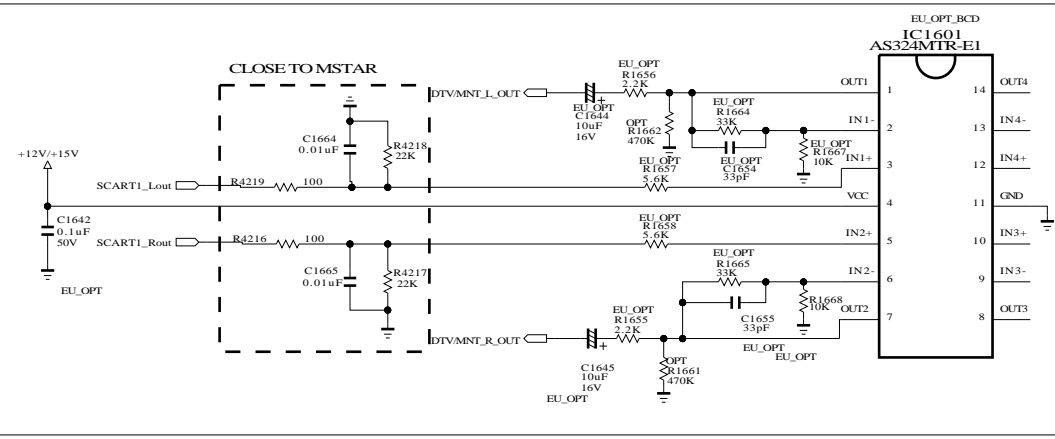 EU_OPT_BCD
IC1601
AS324MTR-E1
CLOSE TO MSTAR
DTV/MNT_L_OUT
EU_OPT
C1644
10uF
16V
EU_OPT
R1656
2.2K
OPT
R1662
470K
EU_OPT
R1664
33K
EU_OPT
C1654
33pF
EU_OPT
R1667
10K
OUT1
1
14
OUT4
IN1-
2
13
IN4-
IN1+
3
12
IN4+
VCC
4
11
GND
IN2+
5
10
IN3+
IN2-
6
9
IN3-
OUT2
7
8
OUT3
C1664
0.01uF
R4218
22K
+12V/+15V
SCART1_Lout
R4219
100
EU_OPT
R1657
5.6K
C1642
0.1uF
50V
EU_OPT
SCART1_Rout
R4216
100
EU_OPT
R1658
5.6K
C1665
0.01uF
R4217
22K
EU_OPT
R1665
33K
C1655
33pF
EU_OPT
R1668
10K
EU_OPT
DTV/MNT_R_OUT
C1645
10uF
16V
EU_OPT
EU_OPT
R1655
2.2K
OPT
R1661
470K